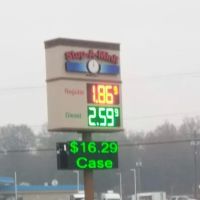 Stop-A-Minit
Regular 1.86 9
Diesel 2.59 9
$16.29
Case